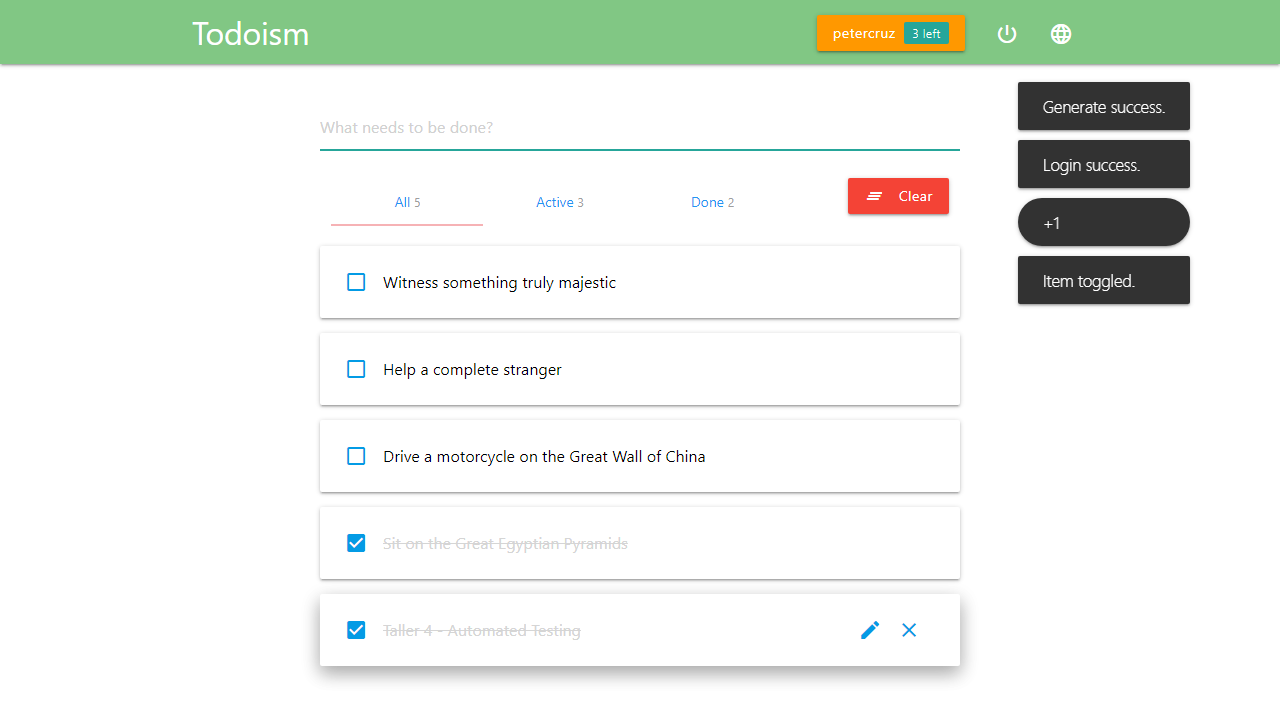 Todoism
petercruz 3 left
Generate success.
Login success.
+1
Item toggled.
What needs to be done?
All 5
Active 3
Done 2
Clear
Witness something truly majestic
Help a complete stranger
Drive a motorcycle on the Great Wall of China
Sit on the Great Egyptian Pyramids
Taller 4 - Automated Testing